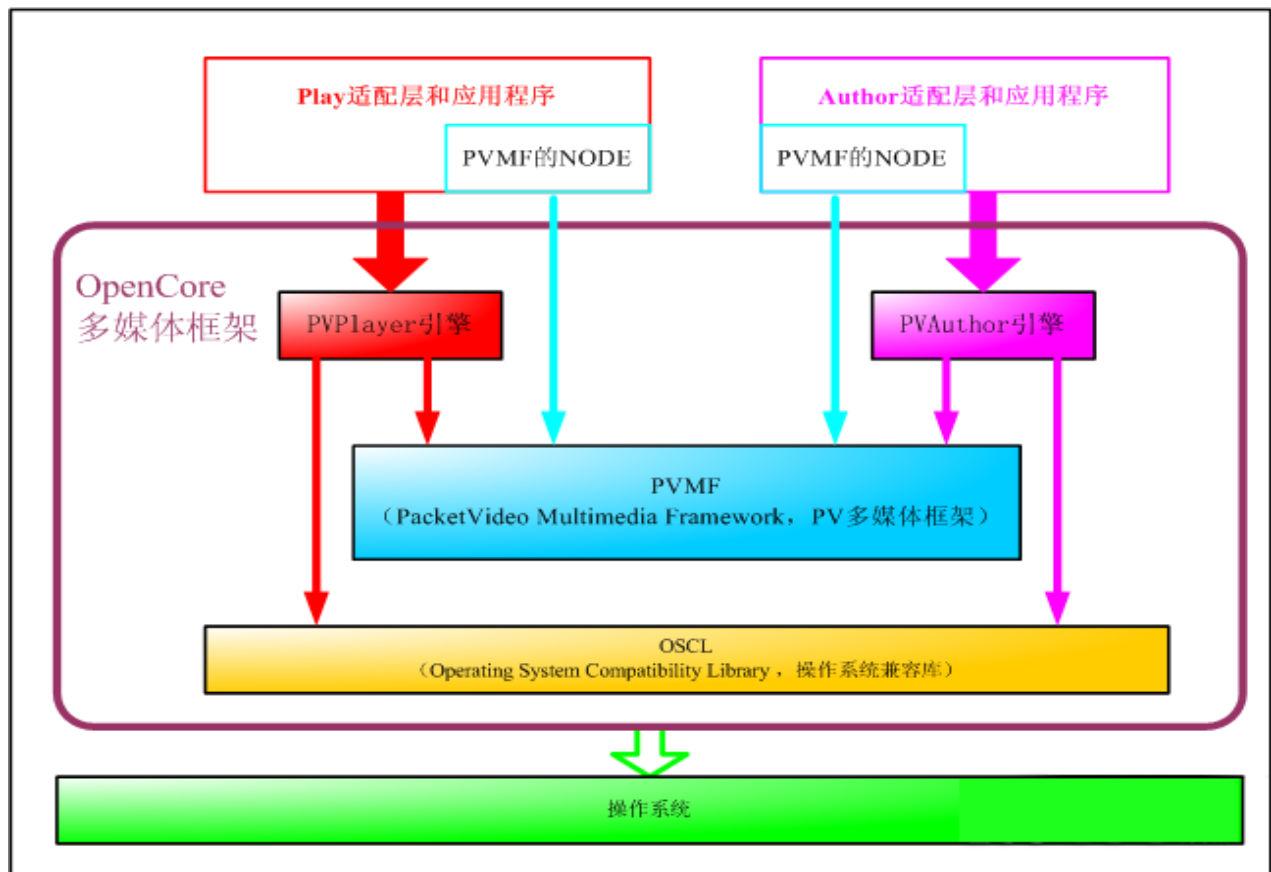 Play适配层和应用程序
PVMF的NODE
Author适配层和应用程序
PVMF的NODE
OpenCore
多媒体框架
PVPlayer引擎
PVAuthor引擎
PVMF
（PacketVideo Multimedia Framework，PV多媒体框架）
OSCL
（Operating System Compatibility Library ，操作系统兼容库）
操作系统